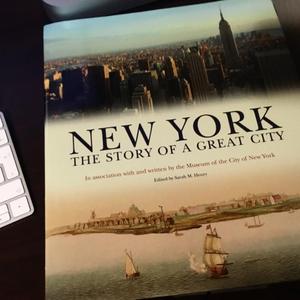 NEW YORK
THE STORY OF A GREAT CITY
In association with and written by the Museum of the City of New York
Edited by Sarah M. Henry